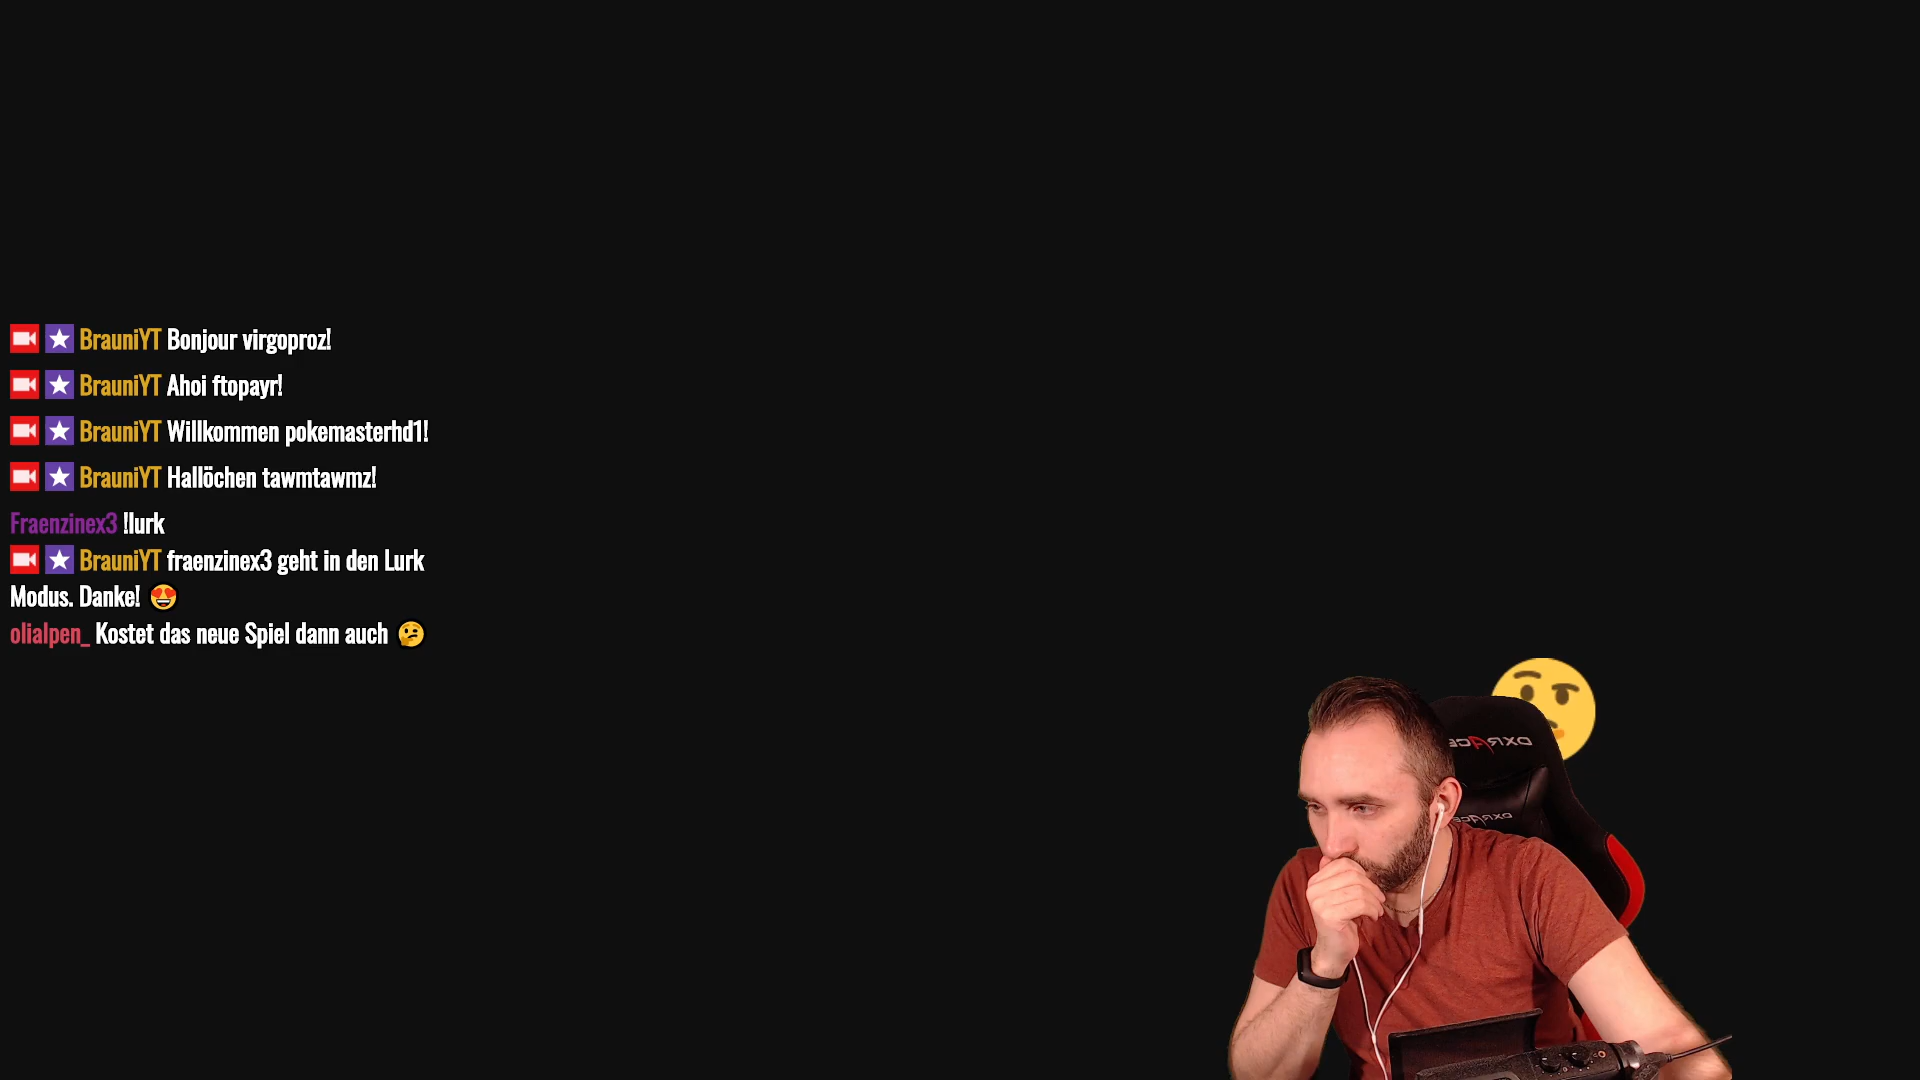 BrauniYT Bonjour virgoproz!
BrauniYT Ahoi ftopayr!
BrauniYT Willkommen pokemasterhd1!
BrauniYT Hallöchen tawmtawmz!
Fraenzinex3 !lurk
BrauniYT fraenzinex3 geht in den Lurk
Modus. Danke! 😍
olialpen_ Kostet das neue Spiel dann auch 🤔